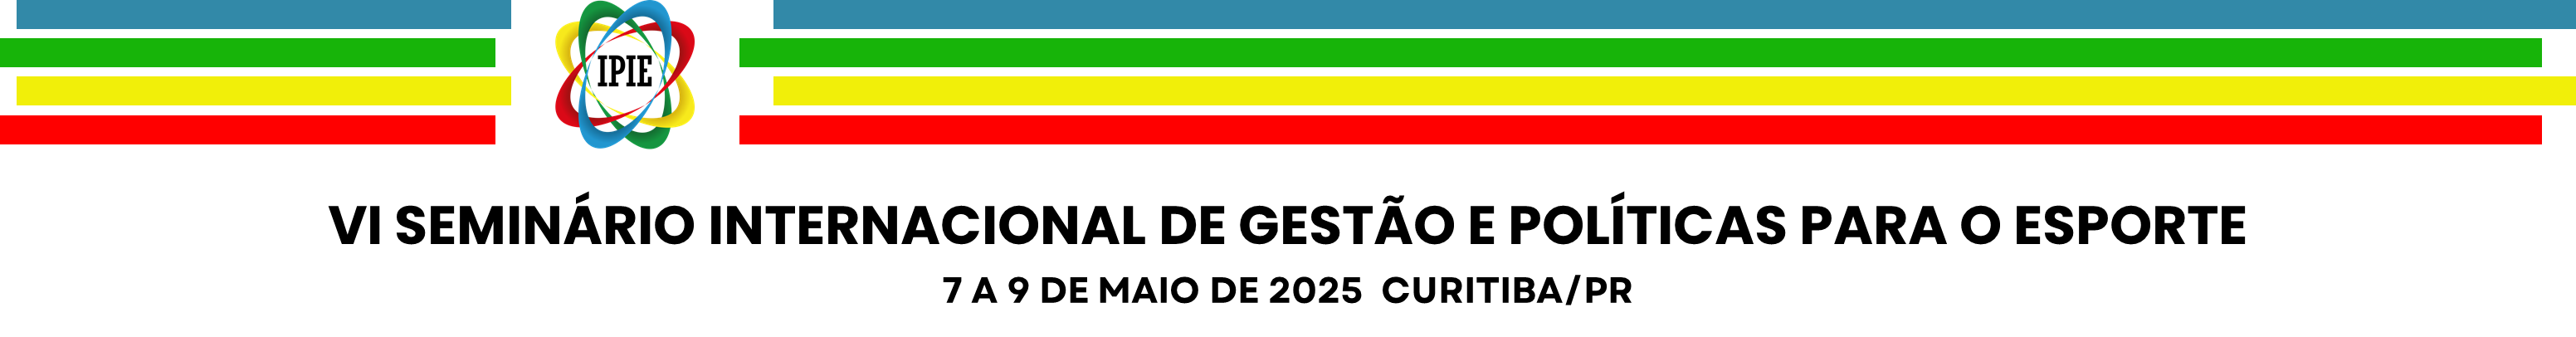 IPIE
VI SEMINÁRIO INTERNACIONAL DE GESTÃO E POLÍTICAS PARA O ESPORTE
7 A 9 DE MAIO DE 2025 CURITIBA/PR